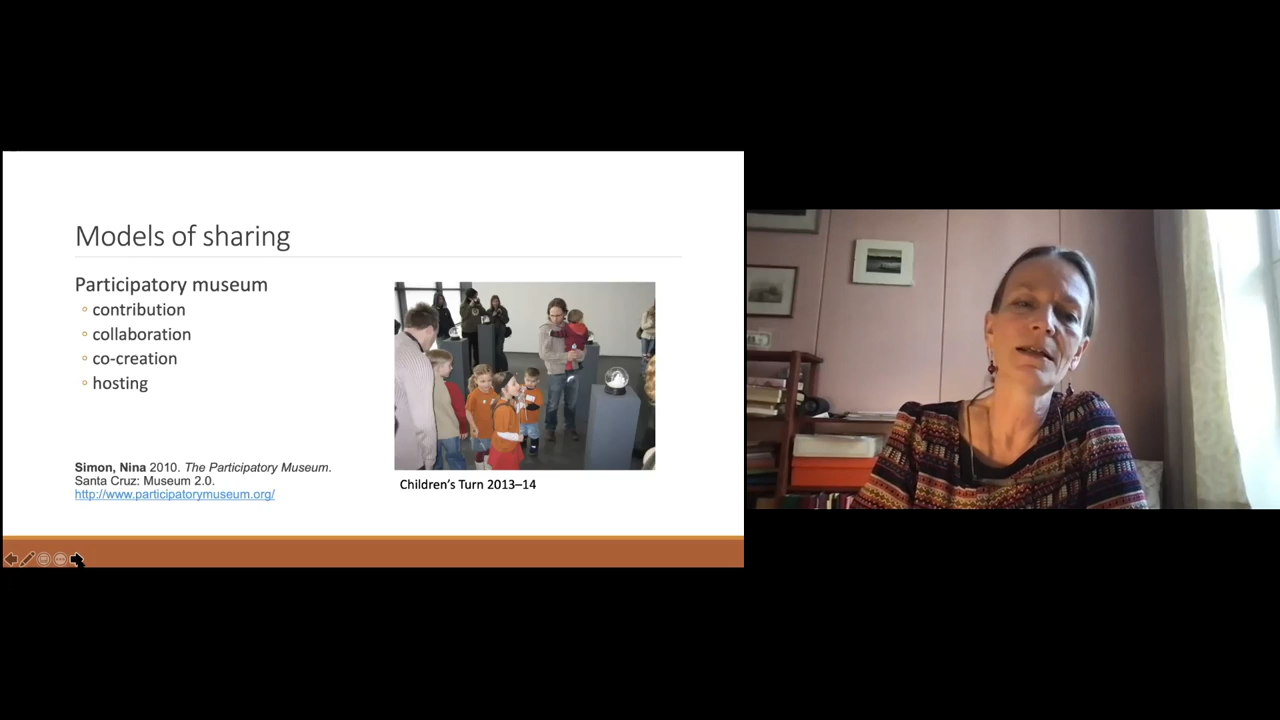 Models of sharing
Participatory museum
contribution
collaboration
co-creation
hosting
Simon, Nina 2010. The Participatory Museum.
Santa Cruz: Museum 2.0.
http://www.participatorymuseum.org/
Children’s Turn 2013–14